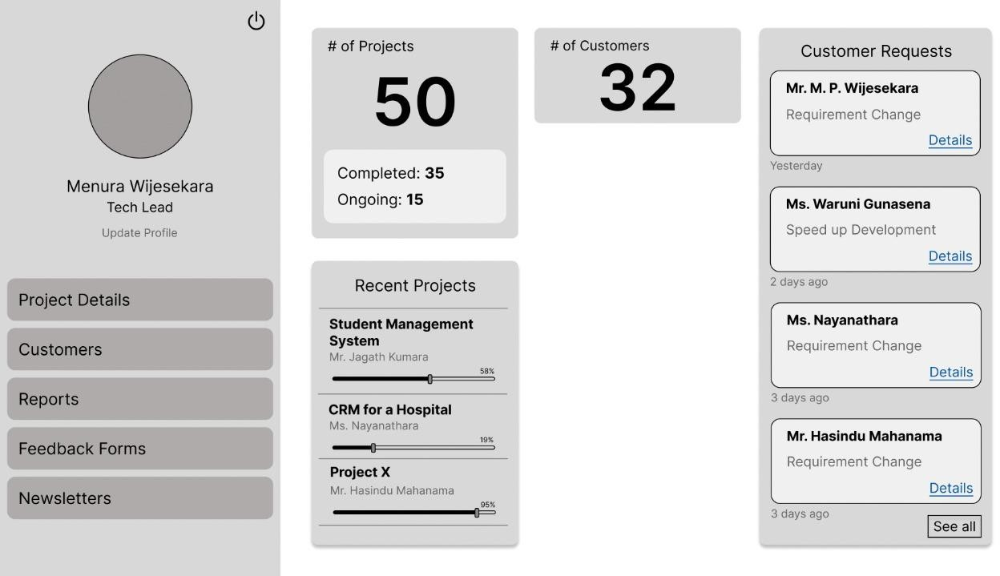 Menura Wijesekara
Tech Lead
Update Profile
Project Details
Customers
Reports
Feedback Forms
Newsletters
# of Projects
50
Completed: 35
Ongoing: 15
# of Customers
32
Recent Projects
Student Management
System
Mr. Jagath Kumara
58%
CRM for a Hospital
Ms. Nayanathara
19%
Project X
Mr. Hasindu Mahanama
95%
Customer Requests
Mr. M. P. Wijesekara
Requirement Change
Details
Yesterday
Ms. Waruni Gunasena
Speed up Development
Details
2 days ago
Ms. Nayanathara
Requirement Change
Details
3 days ago
Mr. Hasindu Mahanama
Requirement Change
Details
3 days ago
See all